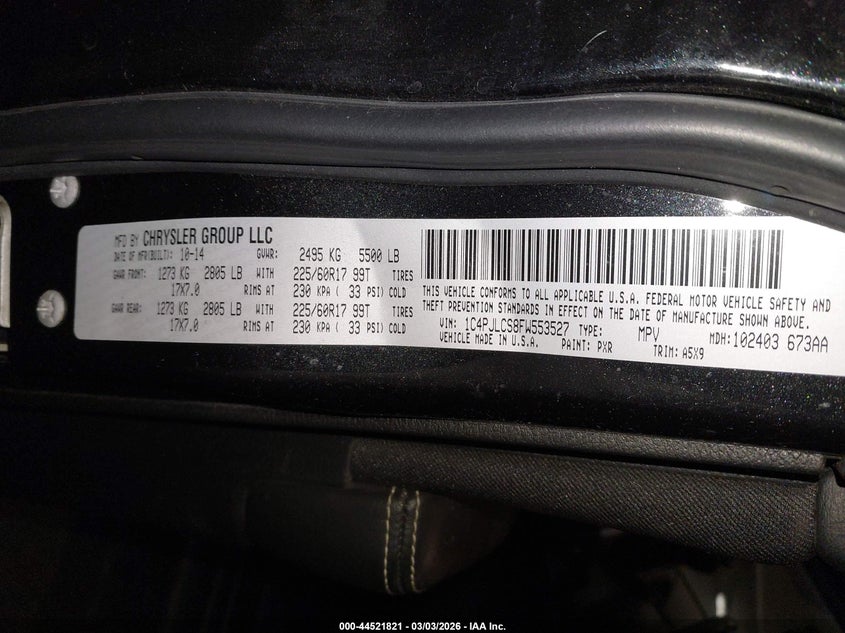 MFD BY CHRYSLER GROUP LLC
DATE OF MFR(BUILT): 10-14 GVWR: 2495 KG 5500 LB
GAWR FRONT: 1273 KG 2805 LB WITH 225/60R17 99T TIRES
17X7.0 RIMS AT 230 KPA ( 33 PSI) COLD
GAWR REAR: 1273 KG 2805 LB WITH 225/60R17 99T TIRES
17X7.0 RIMS AT 230 KPA ( 33 PSI) COLD
THIS VEHICLE CONFORMS TO ALL APPLICABLE U.S.A. FEDERAL MOTOR VEHICLE SAFETY AND
THEFT PREVENTION STANDARDS IN EFFECT ON THE DATE OF MANUFACTURE SHOWN ABOVE.
VIN: 1C4PJLCS8FW553527 TYPE: MPV MDH: 102403 673AA
VEHICLE MADE IN U.S.A. PAINT: PXR TRIM: A5X9
000-44521821 - 03/03/2026 - IAA Inc.